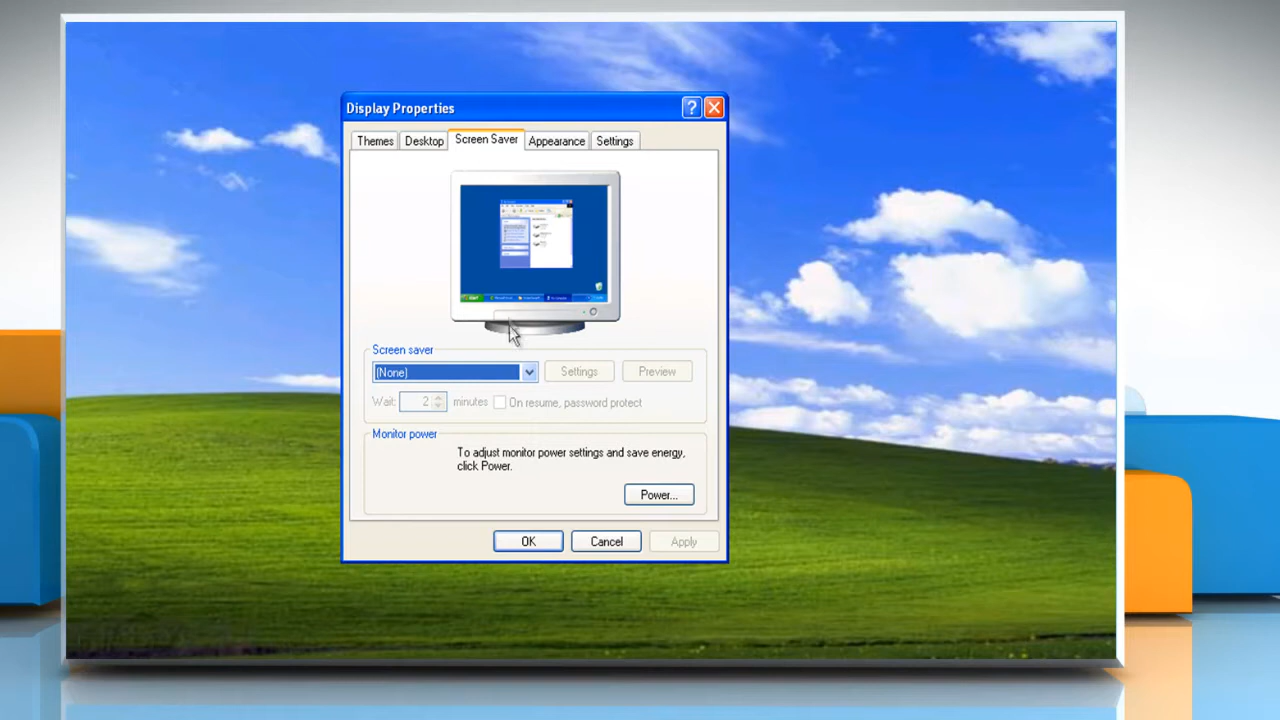 Display Properties
Themes Desktop Screen Saver Appearance Settings
Screen saver
(None) Settings Preview
Wait: 2 minutes On resume, password protect
Monitor power
To adjust monitor power settings and save energy,
click Power.
Power...
OK Cancel Apply